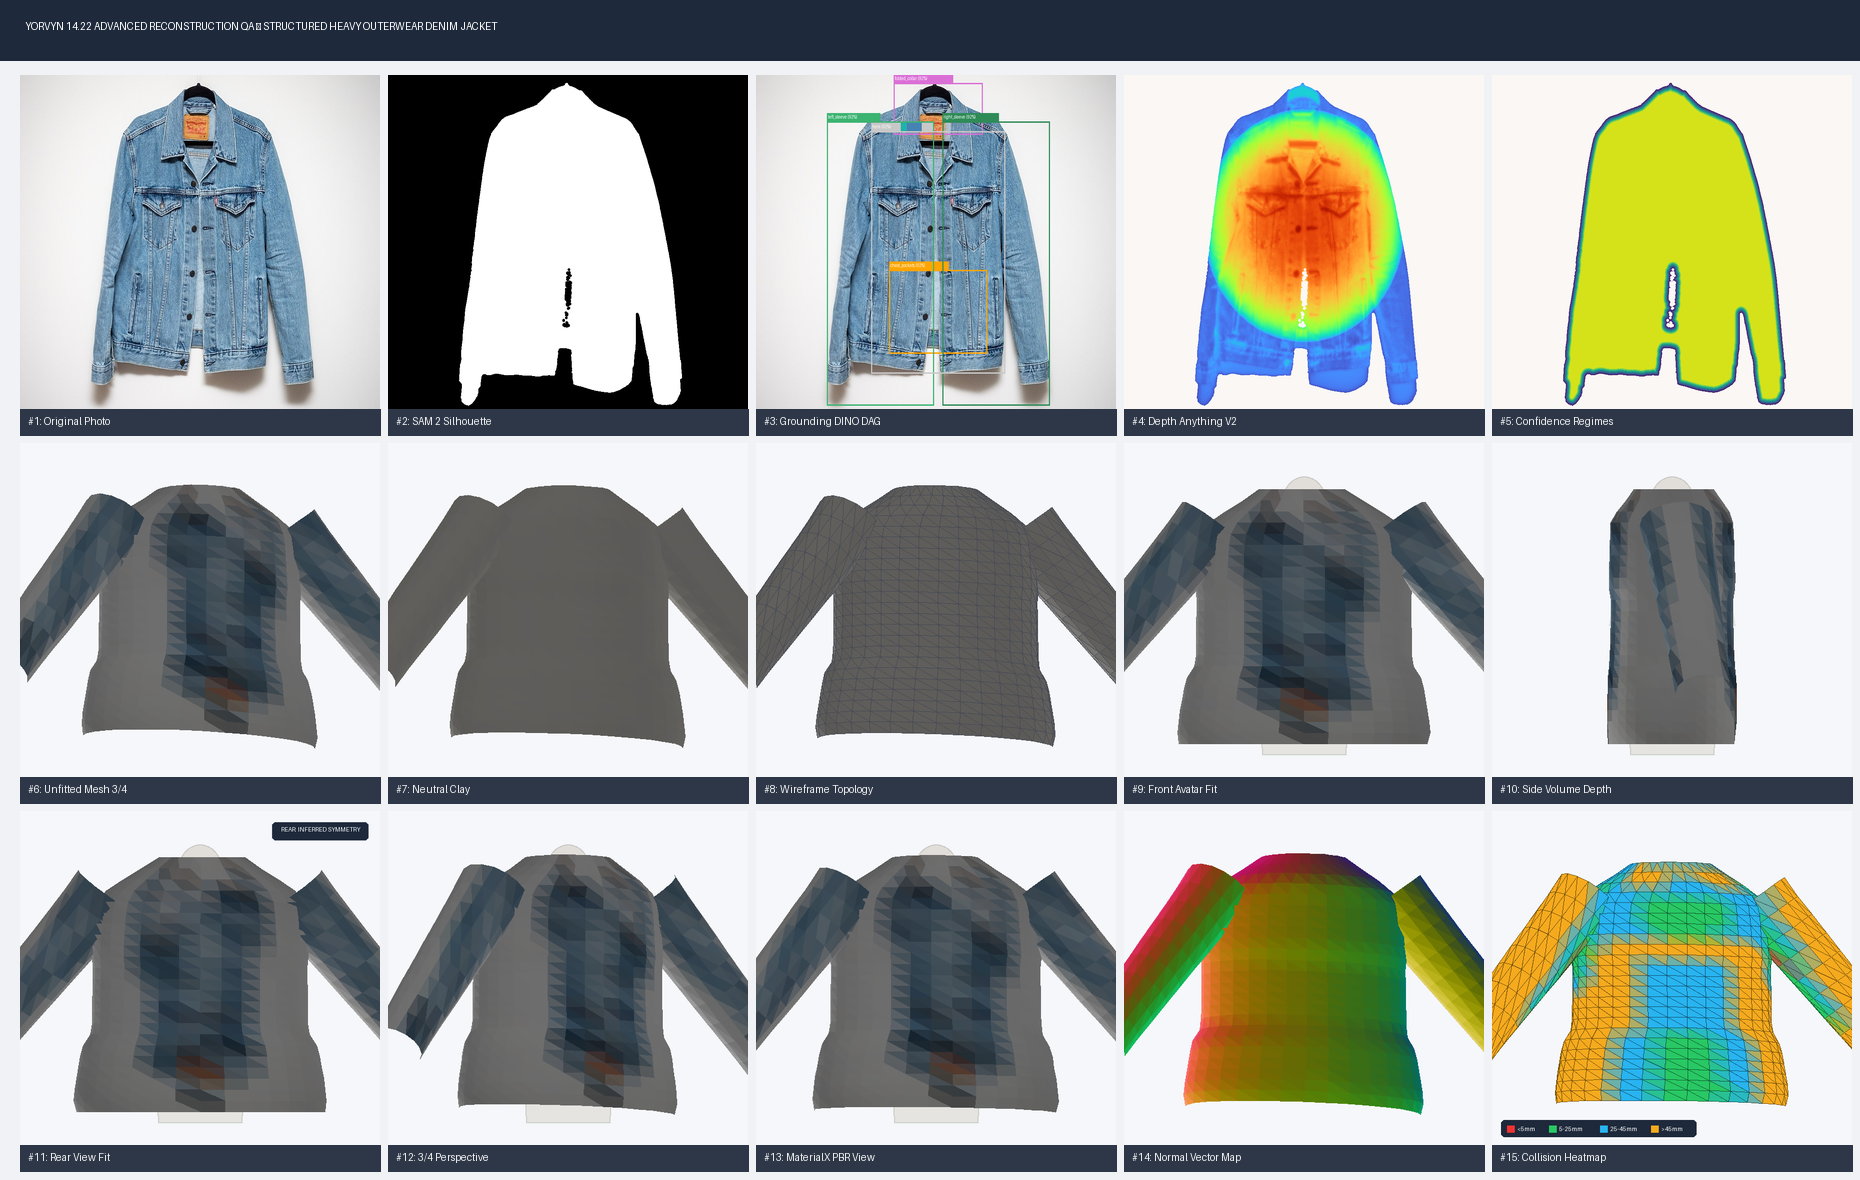 YORVYN 14.22 ADVANCED RECONSTRUCTION QA STRUCTURED HEAVY OUTERWEAR DENIM JACKET
#1: Original Photo
#2: SAM 2 Silhouette
#3: Grounding DINO DAG
#4: Depth Anything V2
#5: Confidence Regimes
#6: Unfitted Mesh 3/4
#7: Neutral Clay
#8: Wireframe Topology
#9: Front Avatar Fit
#10: Side Volume Depth
REAR: INFERRED SYMMETRY
<5mm
5-25mm
25-45mm
>45mm
#11: Rear View Fit
#12: 3/4 Perspective
#13: MaterialX PBR View
#14: Normal Vector Map
#15: Collision Heatmap